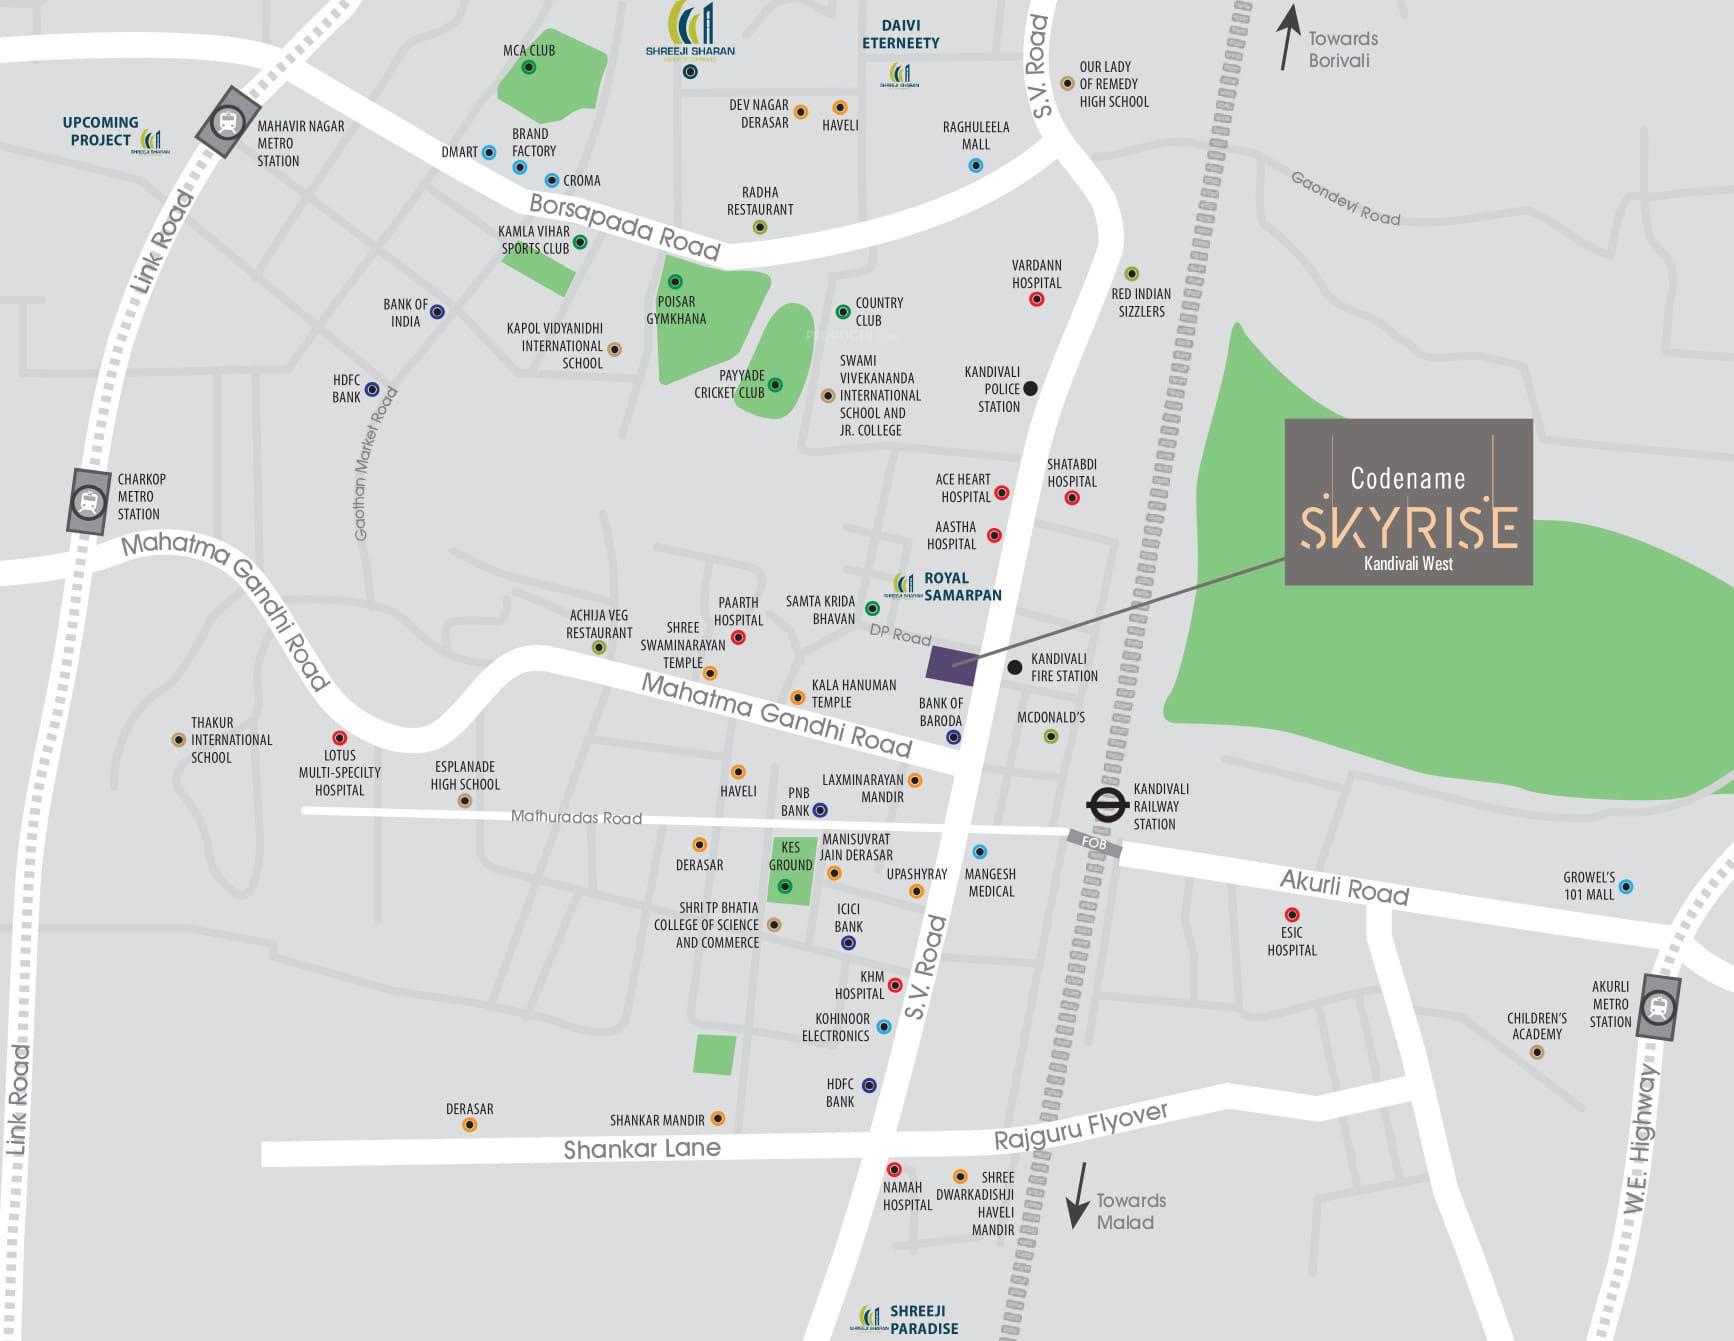 MCA CLUB
SHREEJI SHARAN
DAIVI
ETERNEETY
SHREEJI SHARAN
S.V. Road
Towards
Borivali
OUR LADY
OF REMEDY
HIGH SCHOOL
UPCOMING
PROJECT
SHREEJI SHARAN
MAHAVIR NAGAR
METRO
STATION
DEV NAGAR
DERASAR
HAVELI
RAGHULEELA
MALL
BRAND
FACTORY
DMART
CROMA
RADHA
RESTAURANT
Gaondevi Road
Link Road
Borsapada Road
KAMLA VIHAR
SPORTS CLUB
VARDANN
HOSPITAL
RED INDIAN
SIZZLERS
BANK OF
INDIA
POISAR
GYMKHANA
COUNTRY
CLUB
KAPOL VIDYANIDHI
INTERNATIONAL
SCHOOL
HDFC
BANK
PAYYADE
CRICKET CLUB
SWAMI
VIVEKANANDA
INTERNATIONAL
SCHOOL AND
JR. COLLEGE
KANDIVALI
POLICE
STATION
Gaothan Market Road
Codename
SKYRISE
Kandivali West
CHARKOP
METRO
STATION
ACE HEART
HOSPITAL
SHATABDI
HOSPITAL
AASTHA
HOSPITAL
Mahatma Gandhi Road
SHREEJI SHARAN
ROYAL
SAMARPAN
ACHIJA VEG
RESTAURANT
PAARTH
HOSPITAL
SAMTA KRIDA
BHAVAN
DP Road
SHREE
SWAMINARAYAN
TEMPLE
KANDIVALI
FIRE STATION
Mahatma Gandhi Road
KALA HANUMAN
TEMPLE
BANK OF
BARODA
MCDONALD'S
THAKUR
INTERNATIONAL
SCHOOL
LOTUS
MULTI-SPECILTY
HOSPITAL
ESPLANADE
HIGH SCHOOL
HAVELI
LAXMINARAYAN
MANDIR
PNB
BANK
KANDIVALI
RAILWAY
STATION
Mathuradas Road
FOB
DERASAR
KES
GROUND
MANISUVRAT
JAIN DERASAR
UPASHYRAY
MANGESH
MEDICAL
Akurli Road
GROWEL'S
101 MALL
SHRI TP BHATIA
COLLEGE OF SCIENCE
AND COMMERCE
ICICI
BANK
ESIC
HOSPITAL
S.V. Road
KHM
HOSPITAL
KOHINOOR
ELECTRONICS
AKURLI
METRO
STATION
CHILDREN'S
ACADEMY
Link Road
HDFC
BANK
DERASAR
SHANKAR MANDIR
Shankar Lane
Rajguru Flyover
W.E. Highway
NAMAH
HOSPITAL
SHREE
DWARKADISHJI
HAVELI
MANDIR
Towards
Malad
SHREEJI SHARAN
SHREEJI
PARADISE